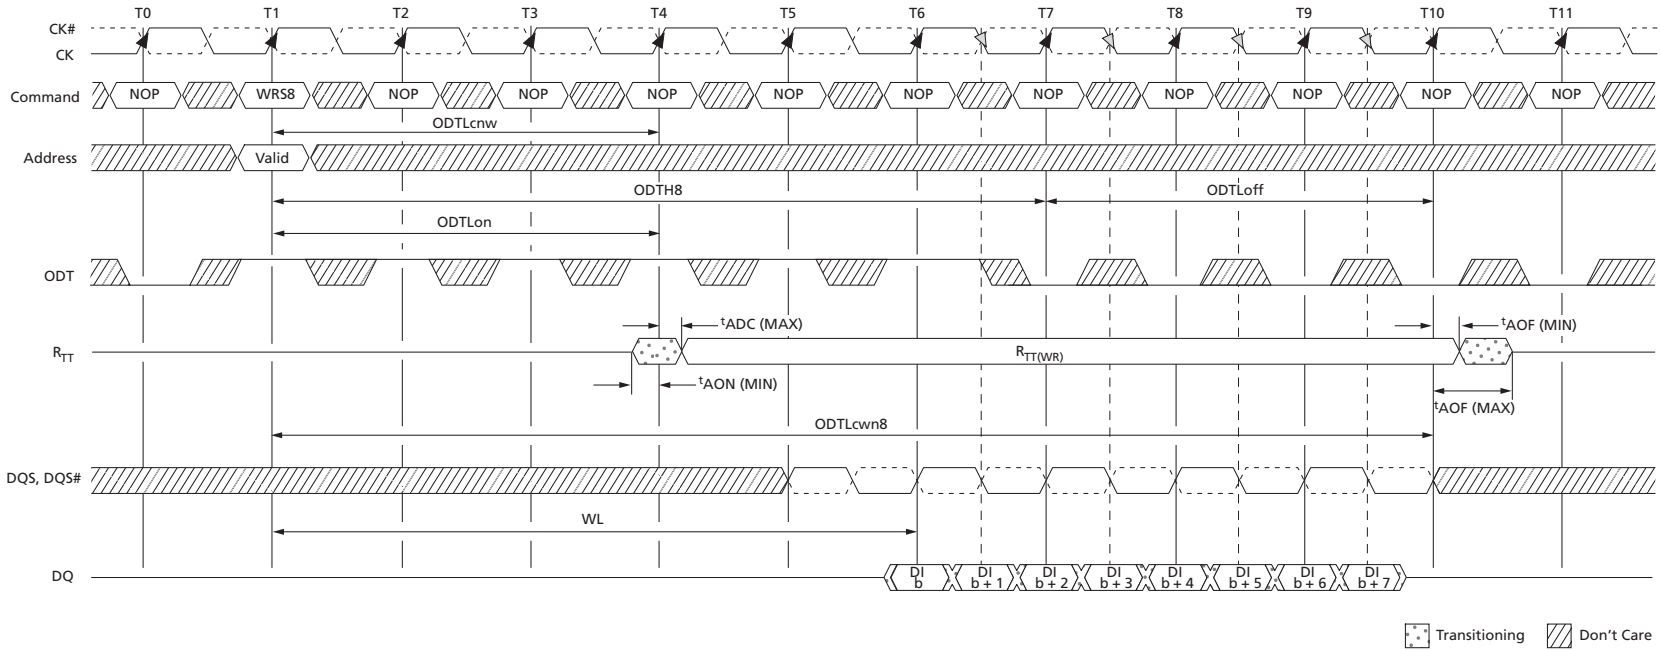 T0 T1 T2 T3 T4 T5 T6 T7 T8 T9 T10 T11
CK#
CK
Command NOP WRS8 NOP NOP NOP NOP NOP NOP NOP NOP NOP NOP
ODTLcnw
Address Valid
ODTH8 ODTLoff
ODTLon
ODT
tADC (MAX) tAOF (MIN)
RTT RTT(WR)
tAON (MIN)
tAOF (MAX)
ODTLcwn8
DQS, DQS#
WL
DQ
DI b
DI b + 1
DI b + 2
DI b + 3
DI b + 4
DI b + 5
DI b + 6
DI b + 7
Transitioning Don't Care